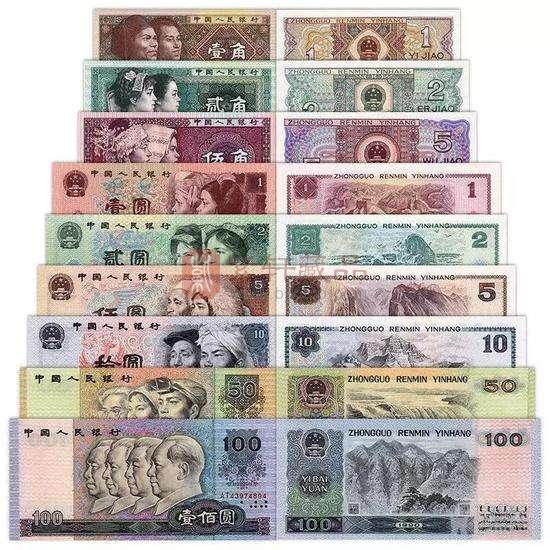 中国人民银行
壹角
1
ZHONGGUO RENMIN YINHANG
YI JIAO
中国人民银行
贰角
2
ZHONGGUO RENMIN YINHANG
ER JIAO
中国人民银行
伍角
5
ZHONGGUO RENMIN YINHANG
WU JIAO
中国人民银行
壹圆
1
ZHONGGUO RENMIN YINHANG
1
中国人民银行
贰圆
2
ZHONGGUO RENMIN YINHANG
2
中国人民银行
伍圆
5
ZHONGGUO RENMIN YINHANG
5
中国人民银行
拾圆
10
ZHONGGUO RENMIN YINHANG
10
10
中国人民银行
50
ZHONGGUO RENMIN YINHANG
50
中国人民银行
100
AT43974894
100
壹佰圆
ZHONGGUO RENMIN YINHANG
100
YIBAI
YUAN
100
1990